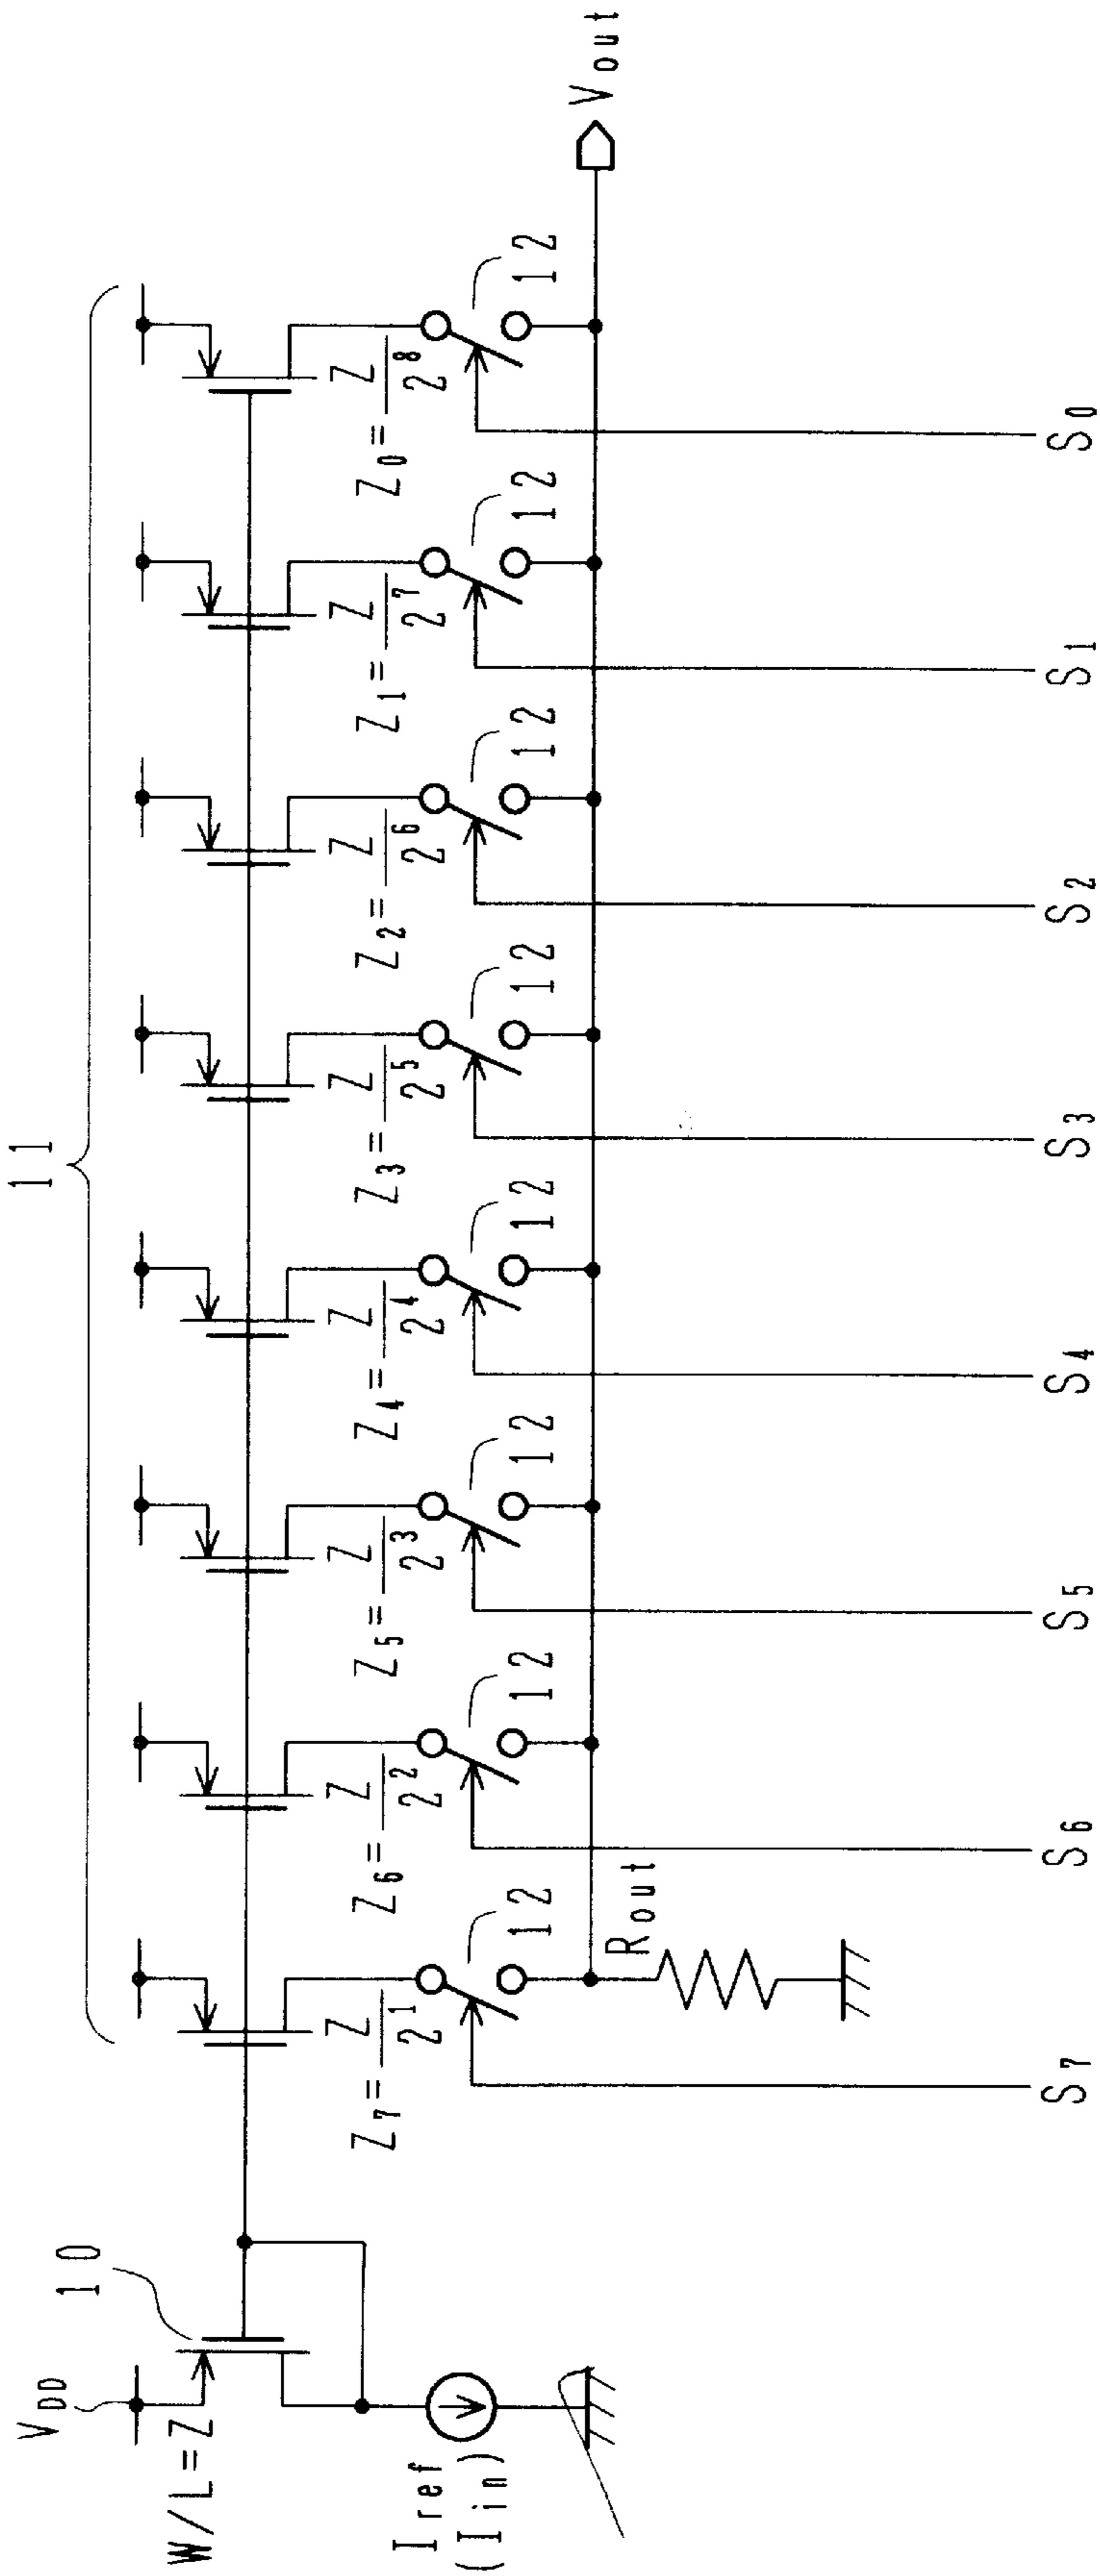 11
V_DD
10
W/L=Z
I_ref
(I_in)
Z_7=Z/2^1
Z_6=Z/2^2
Z_5=Z/2^3
Z_4=Z/2^4
Z_3=Z/2^5
Z_2=Z/2^6
Z_1=Z/2^7
Z_0=Z/2^8
12
12
12
12
12
12
12
12
R_out
V_out
S_7
S_6
S_5
S_4
S_3
S_2
S_1
S_0